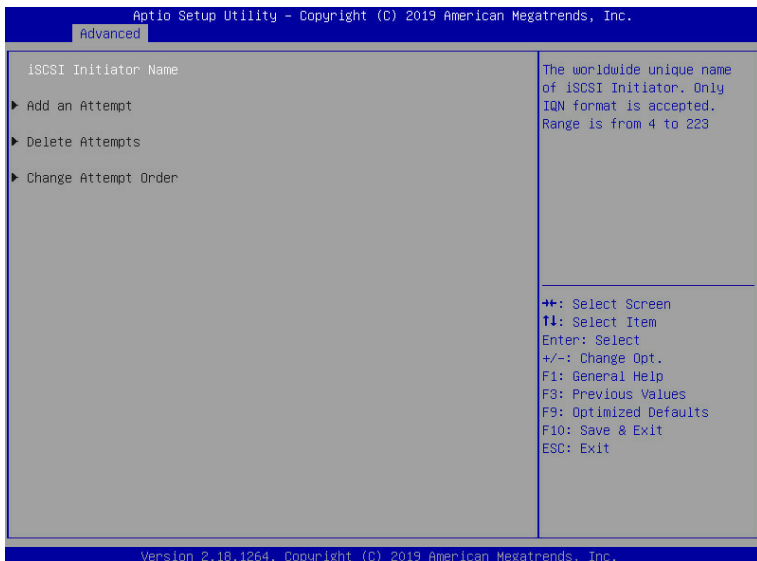 Aptio Setup Utility – Copyright (C) 2019 American Megatrends, Inc.
Advanced
iSCSI Initiator Name
Add an Attempt
Delete Attempts
Change Attempt Order
The worldwide unique name
of iSCSI Initiator. Only
IQN format is accepted.
Range is from 4 to 223
→←: Select Screen
↑↓: Select Item
Enter: Select
+/-: Change Opt.
F1: General Help
F3: Previous Values
F9: Optimized Defaults
F10: Save & Exit
ESC: Exit
Version 2.18.1264. Copyright (C) 2019 American Megatrends, Inc.